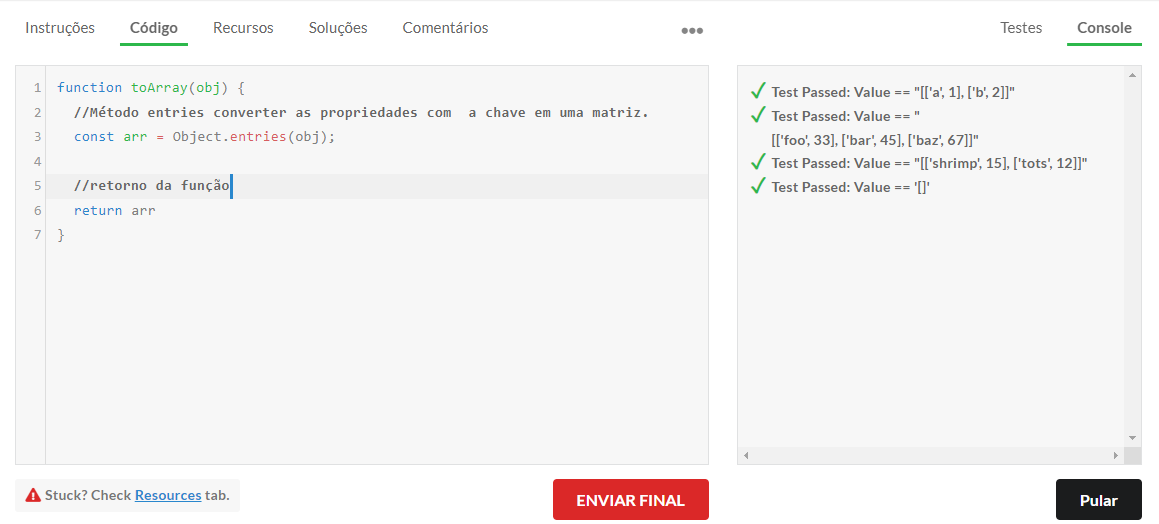 Instruções Código Recursos Soluções Comentários ••• Testes Console
1 function toArray(obj) {
2 //Método entries converter as propriedades com  a chave em uma matriz.
3 const arr = Object.entries(obj);
4
5 //retorno da função
6 return arr
7 }
✓ Test Passed: Value == "[['a', 1], ['b', 2]]"
✓ Test Passed: Value == "
[['foo', 33], ['bar', 45], ['baz', 67]]"
✓ Test Passed: Value == "[['shrimp', 15], ['tots', 12]]"
✓ Test Passed: Value == '[]'
Stuck? Check Resources tab.
ENVIAR FINAL
Pular